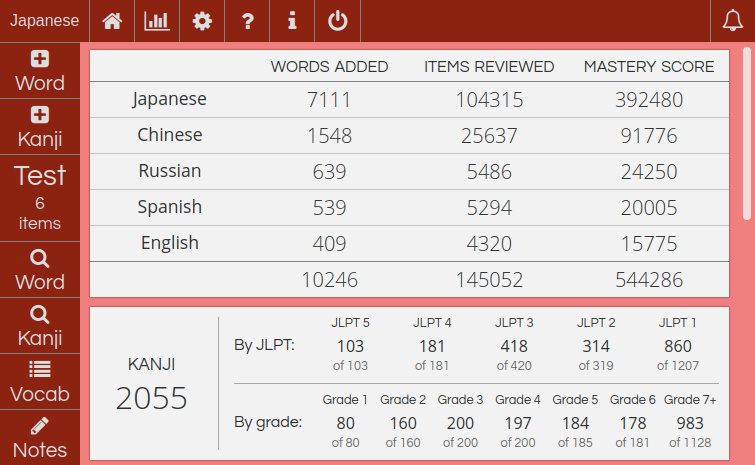 Japanese
Word
Kanji
Test
6
items
Word
Kanji
Vocab
Notes
WORDS ADDED ITEMS REVIEWED MASTERY SCORE
Japanese 7111 104315 392480
Chinese 1548 25637 91776
Russian 639 5486 24250
Spanish 539 5294 20005
English 409 4320 15775
10246 145052 544286
KANJI
2055
By JLPT:
JLPT 5 JLPT 4 JLPT 3 JLPT 2 JLPT 1
103 181 418 314 860
of 103 of 181 of 420 of 319 of 1207
By grade:
Grade 1 Grade 2 Grade 3 Grade 4 Grade 5 Grade 6 Grade 7+
80 160 200 197 184 178 983
of 80 of 160 of 200 of 200 of 185 of 181 of 1128